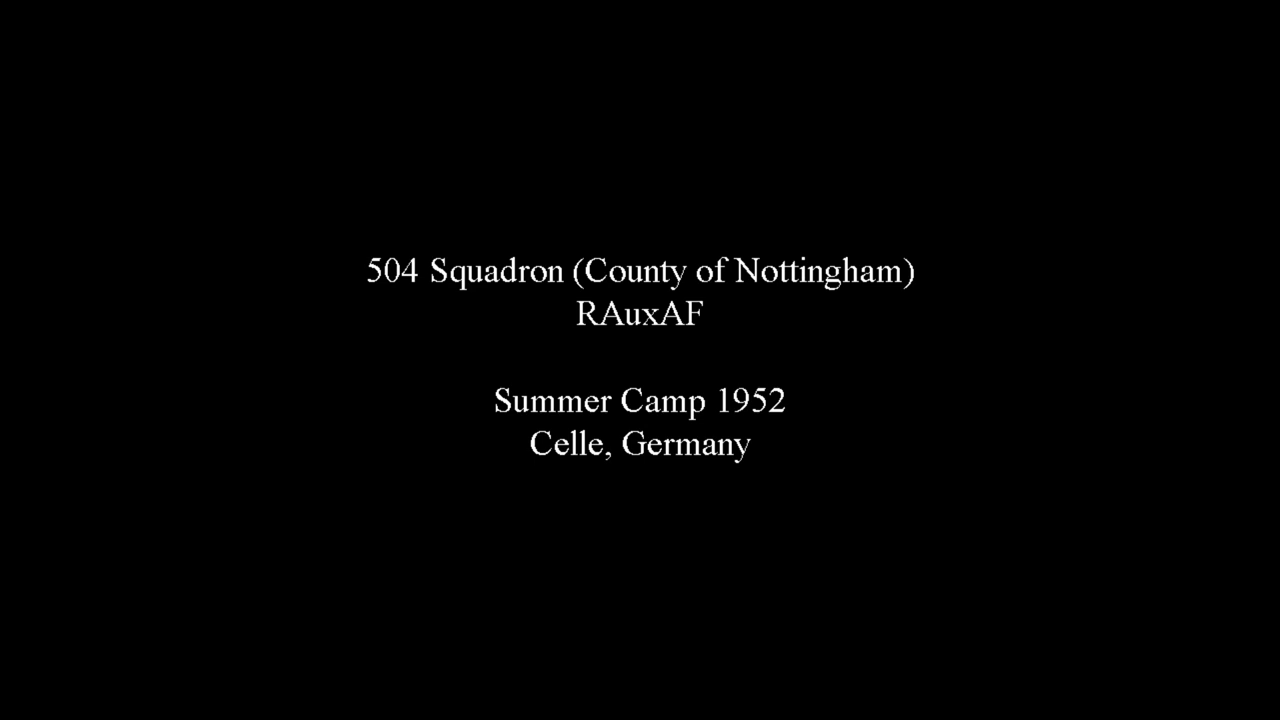 504 Squadron (County of Nottingham)
RAuxAF
Summer Camp 1952
Celle, Germany